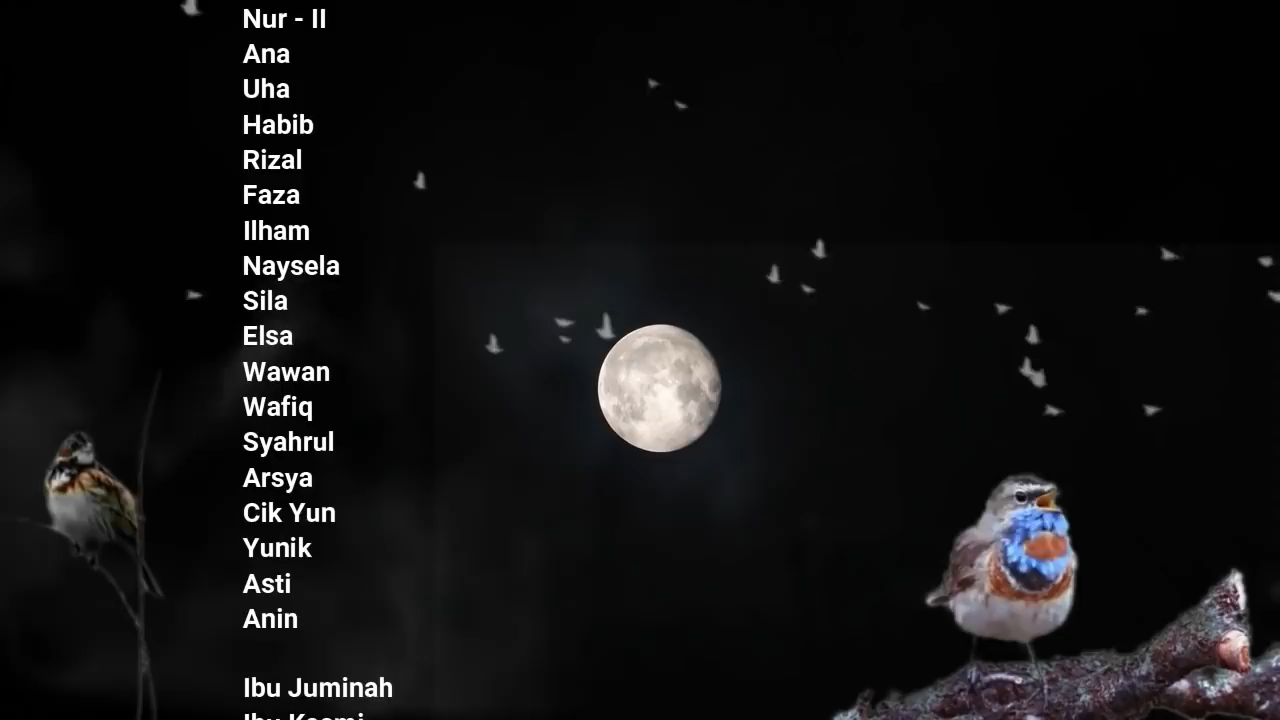 Nur - II
Ana
Uha
Habib
Rizal
Faza
Ilham
Naysela
Sila
Elsa
Wawan
Wafiq
Syahrul
Arsya
Cik Yun
Yunik
Asti
Anin
Ibu Juminah